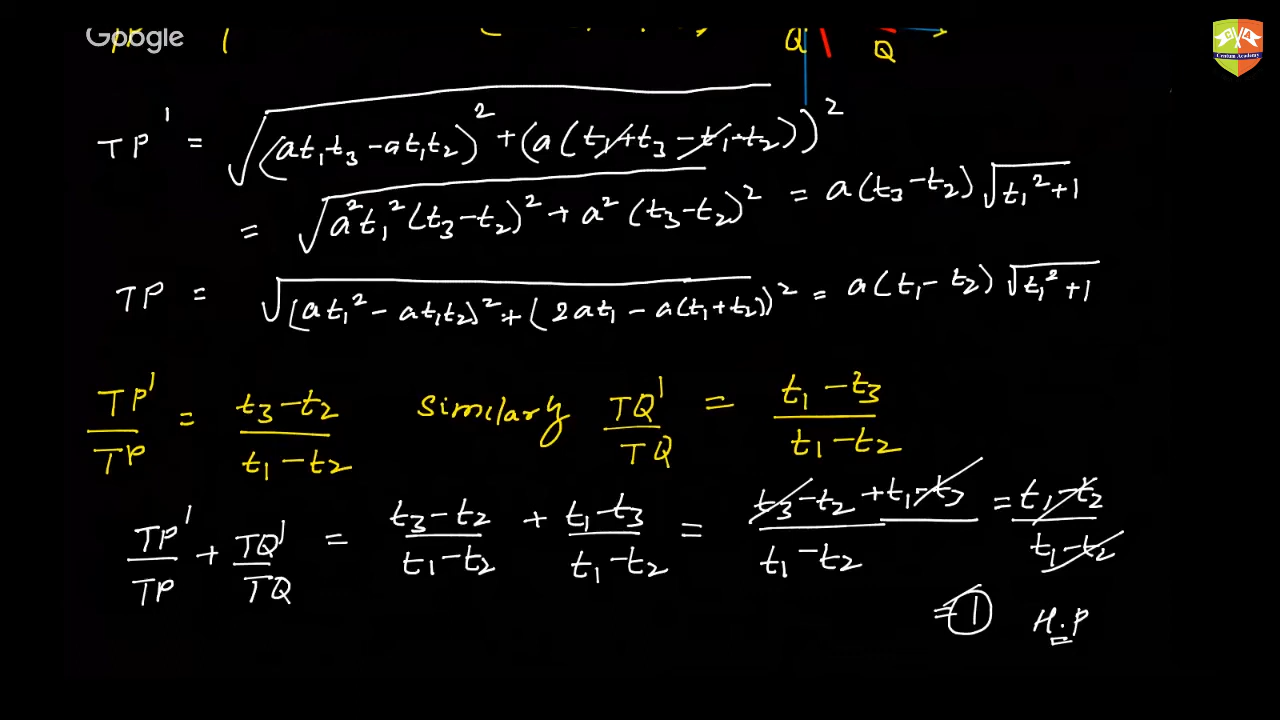 Google
Q
Q
TP' = √(at₁t₃ - at₁t₂)² + (a(t₁+t₃ - t₁-t₂))²
= √a²t₁²(t₃-t₂)² + a²(t₃-t₂)² = a(t₃-t₂)√t₁²+1
TP = √(at₁² - at₁t₂)² + (2at₁ - a(t₁+t₂))² = a(t₁-t₂)√t₁²+1
TP'/TP = t₃-t₂/t₁-t₂ Similary TQ'/TQ = t₁-t₃/t₁-t₂
TP'/TP + TQ'/TQ = t₃-t₂/t₁-t₂ + t₁-t₃/t₁-t₂ = t₃-t₂+t₁-t₃/t₁-t₂ = t₁-t₂/t₁-t₂
= 1 H.P